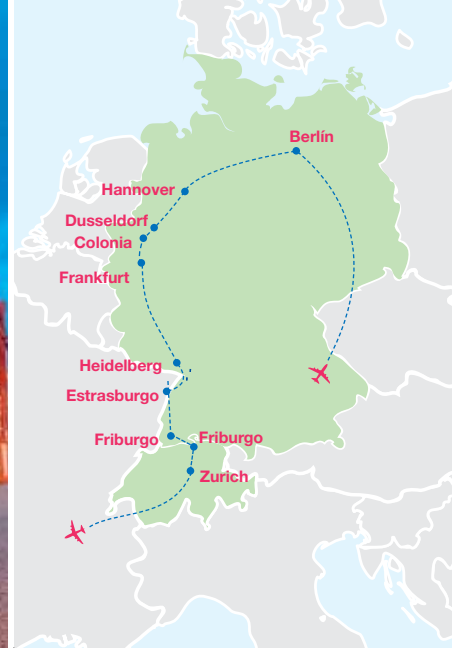 Berlín
Hannover
Dusseldorf
Colonia
Frankfurt
Heidelberg
Estrasburgo
Friburgo
Friburgo
Zurich